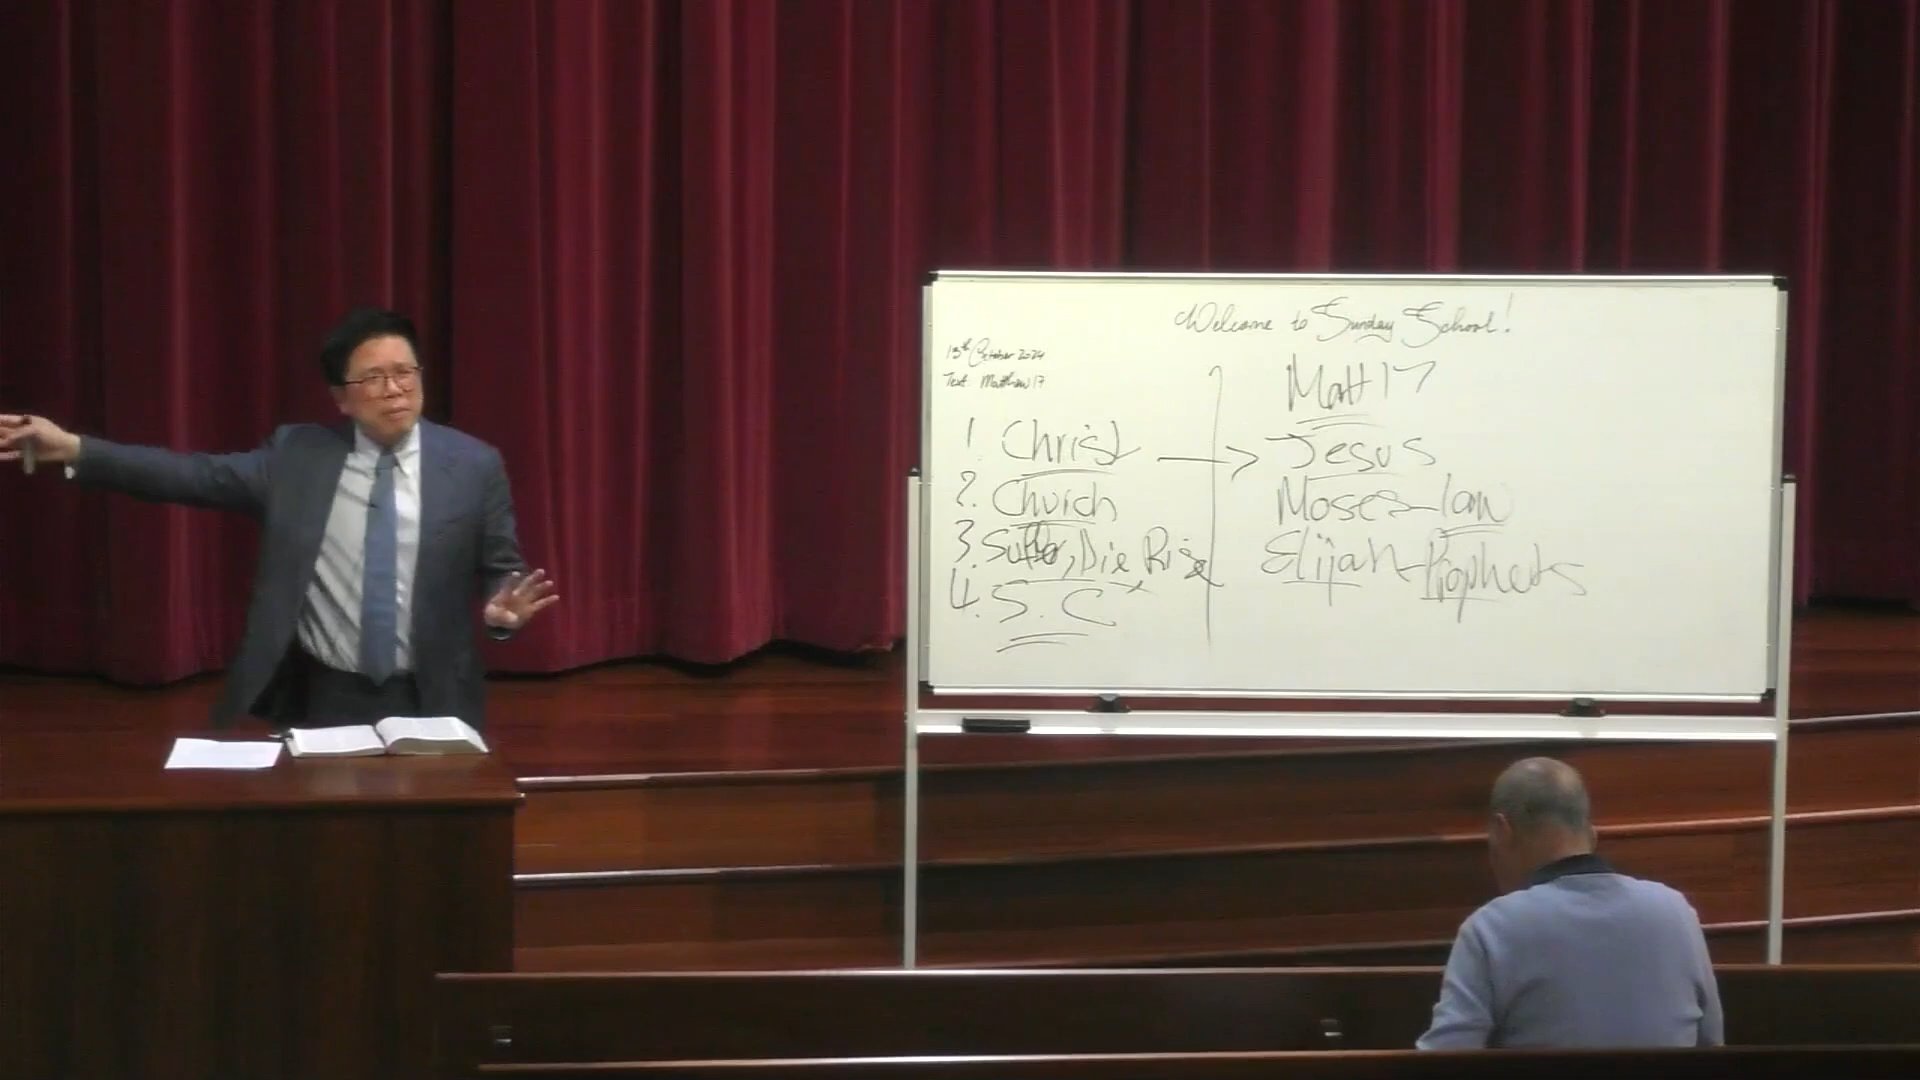 Welcome to Sunday School!
13th October 2024
Text: Matthew 17
1. Christ
2. Church
3. Suffer, Die Rise
4. S. C
Matt 17
→ Jesus
Moses - law
Elijah - Prophets